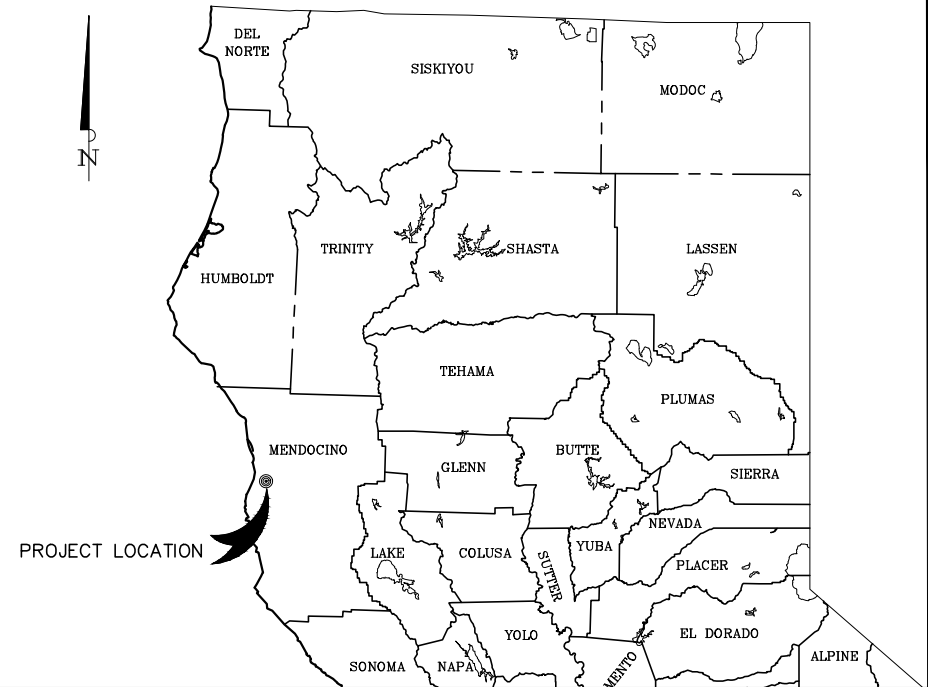 DEL
NORTE
SISKIYOU
MODOC
N
TRINITY
SHASTA
LASSEN
HUMBOLDT
TEHAMA
PLUMAS
MENDOCINO
BUTTE
GLENN
SIERRA
NEVADA
PROJECT LOCATION
LAKE
COLUSA
SUTTER
YUBA
PLACER
YOLO
EL DORADO
ALPINE
SONOMA
NAPA
MENTO